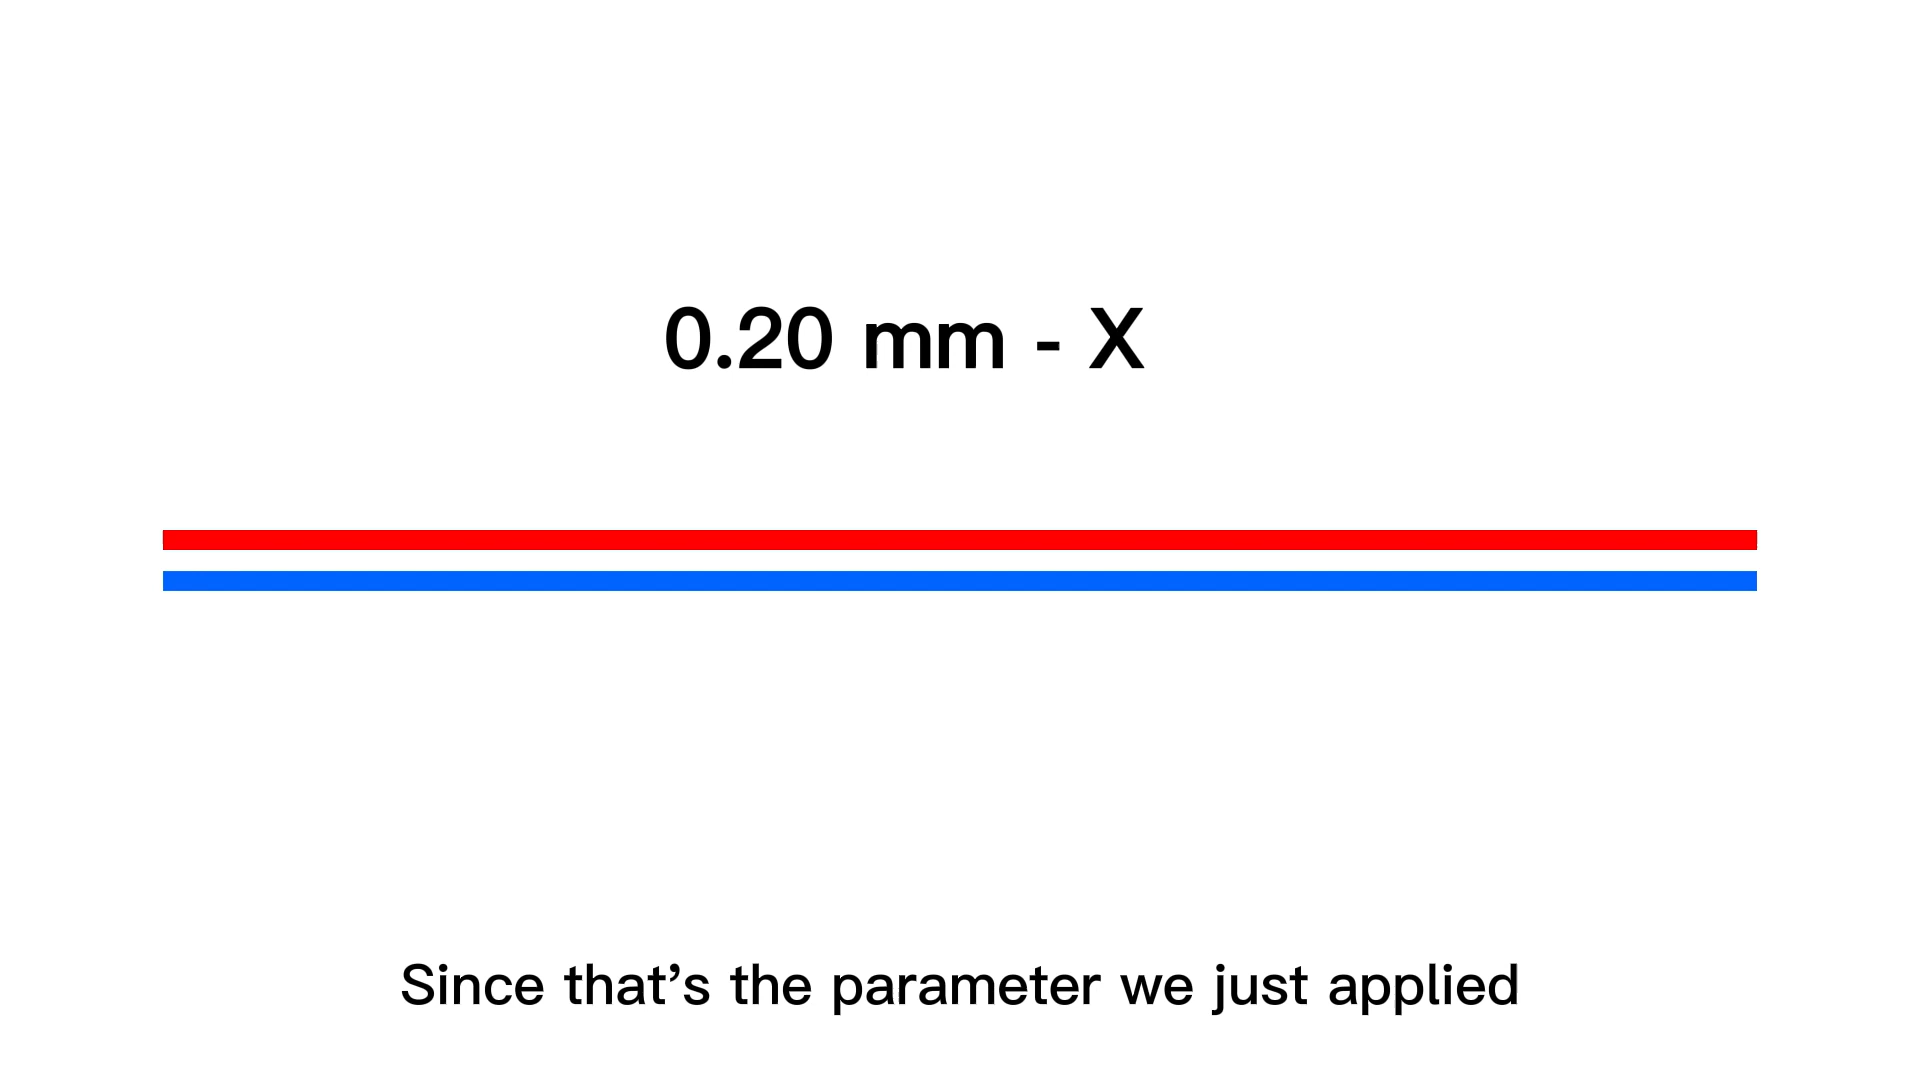 0.20 mm - X
Since that’s the parameter we just applied